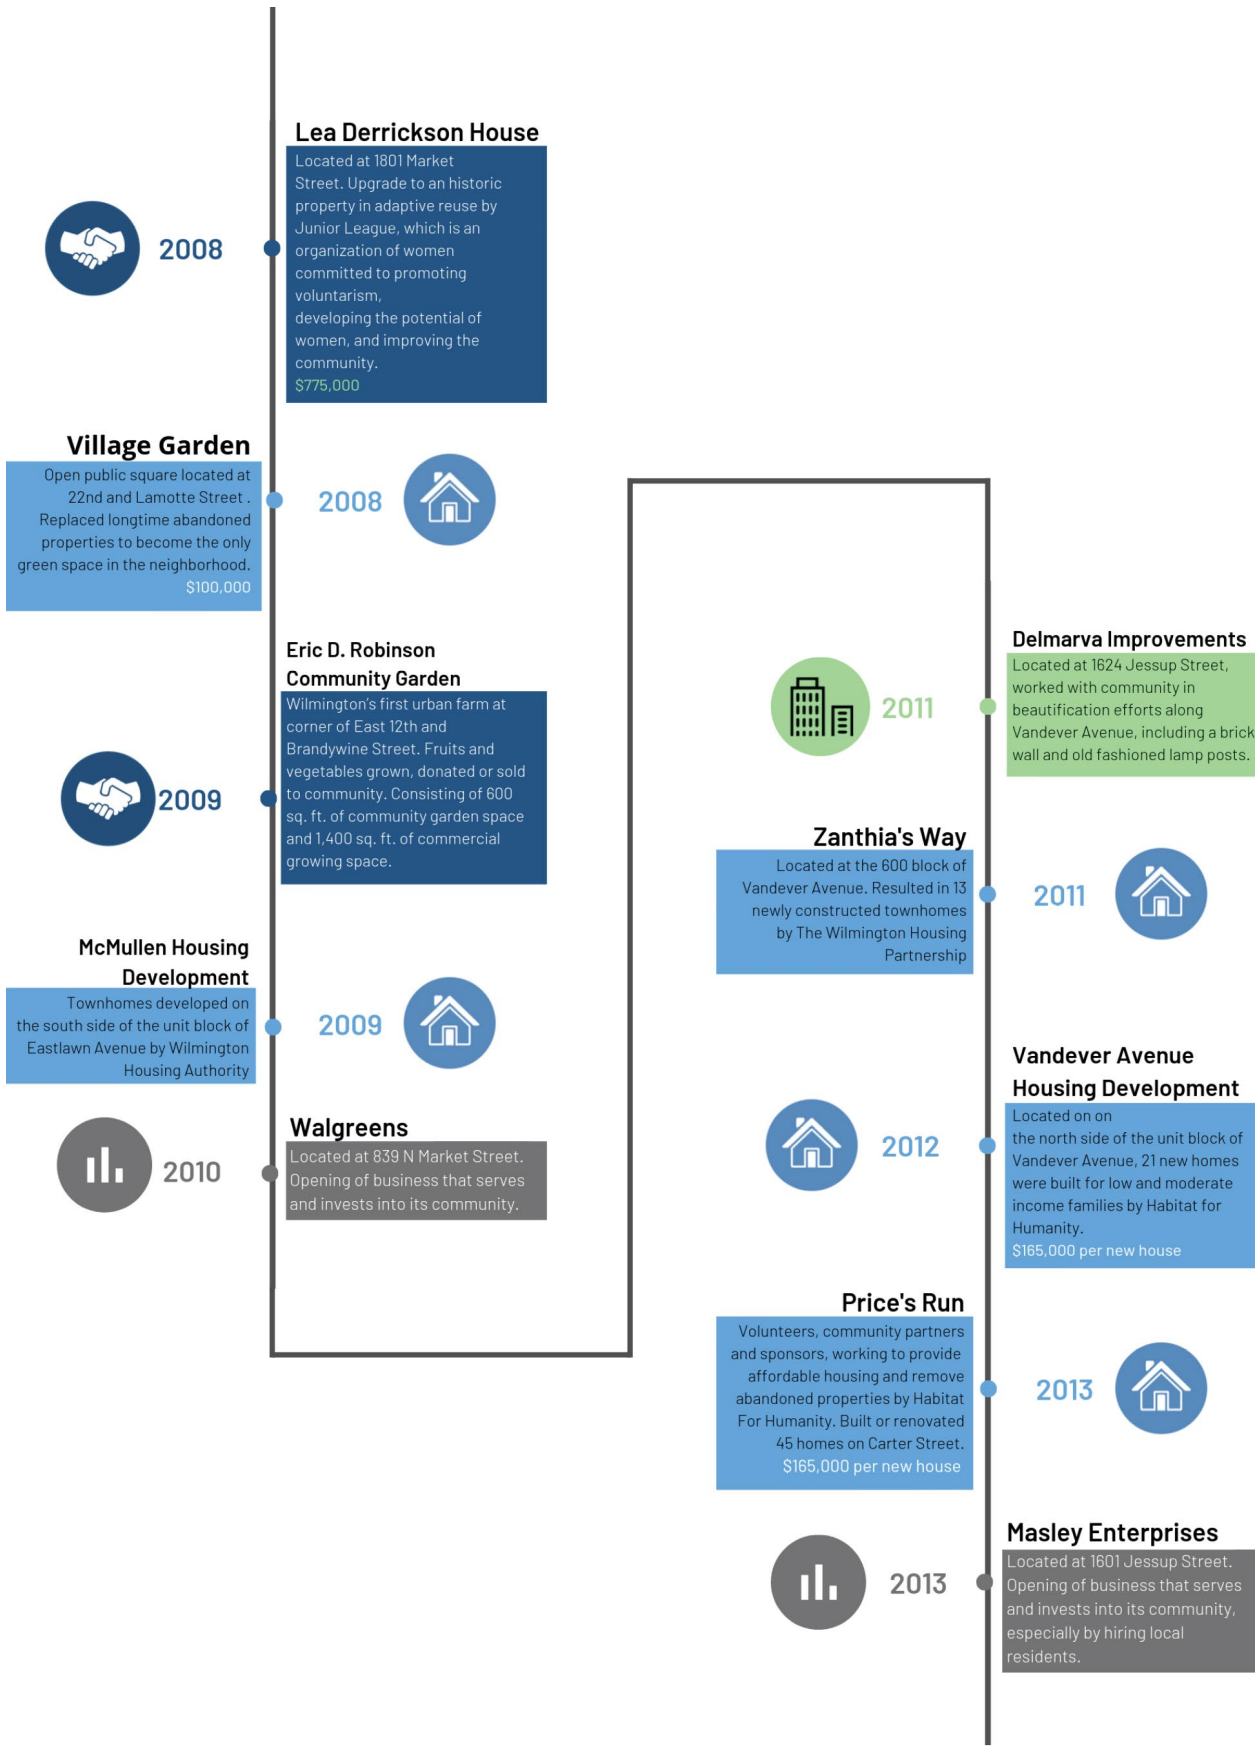 Lea Derrickson House
Located at 1801 Market
Street. Upgrade to an historic
property in adaptive reuse by
Junior League, which is an
organization of women
committed to promoting
voluntarism,
developing the potential of
women, and improving the
community.
$775,000
2008
Village Garden
Open public square located at
22nd and Lamotte Street .
Replaced longtime abandoned
properties to become the only
green space in the neighborhood.
$100,000
2008
Eric D. Robinson
Community Garden
Wilmington's first urban farm at
corner of East 12th and
Brandywine Street. Fruits and
vegetables grown, donated or sold
to community. Consisting of 600
sq. ft. of community garden space
and 1,400 sq. ft. of commercial
growing space.
2009
McMullen Housing
Development
Townhomes developed on
the south side of the unit block of
Eastlawn Avenue by Wilmington
Housing Authority
2009
Walgreens
Located at 839 N Market Street.
Opening of business that serves
and invests into its community.
2010
Delmarva Improvements
Located at 1624 Jessup Street,
worked with community in
beautification efforts along
Vandever Avenue, including a brick
wall and old fashioned lamp posts.
2011
Zanthia's Way
Located at the 600 block of
Vandever Avenue. Resulted in 13
newly constructed townhomes
by The Wilmington Housing
Partnership
2011
Vandever Avenue
Housing Development
Located on on
the north side of the unit block of
Vandever Avenue, 21 new homes
were built for low and moderate
income families by Habitat for
Humanity.
$165,000 per new house
2012
Price's Run
Volunteers, community partners
and sponsors, working to provide
affordable housing and remove
abandoned properties by Habitat
For Humanity. Built or renovated
45 homes on Carter Street.
$165,000 per new house
2013
Masley Enterprises
Located at 1601 Jessup Street.
Opening of business that serves
and invests into its community,
especially by hiring local
residents.
2013